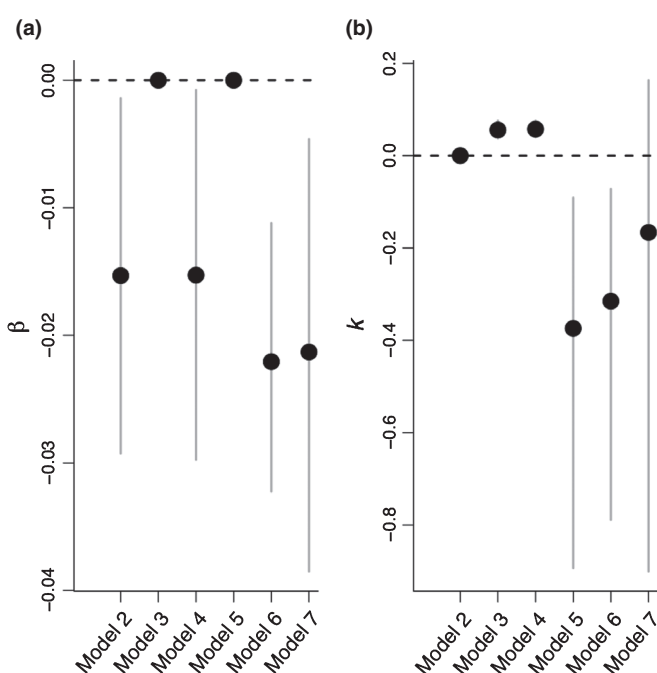 (a)
β
0.00
−0.01
−0.02
−0.03
−0.04
Model 2
Model 3
Model 4
Model 5
Model 6
Model 7
(b)
k
0.2
0.0
−0.2
−0.4
−0.6
−0.8
Model 2
Model 3
Model 4
Model 5
Model 6
Model 7